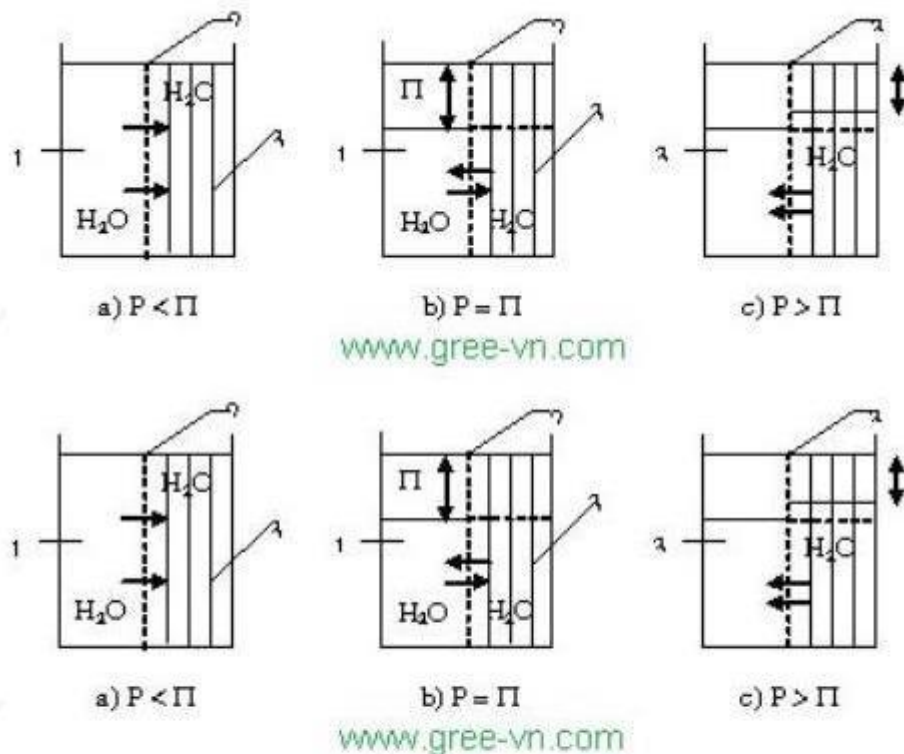 H₂O
1
H₂O
a) P < Π
Π
1
H₂O
H₂O
b) P = Π
H₂O
c) P > Π
www.gree-vn.com
H₂O
1
H₂O
a) P < Π
Π
1
H₂O
H₂O
b) P = Π
H₂O
c) P > Π
www.gree-vn.com